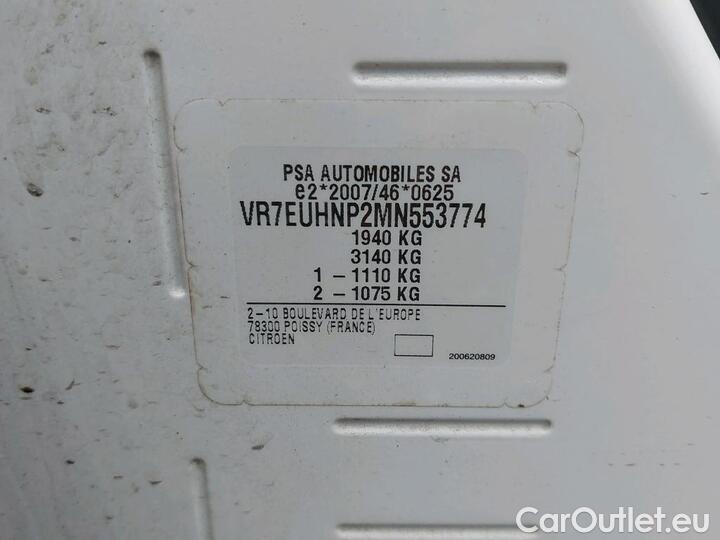 PSA AUTOMOBILES SA
e2*2007/46*0625
VR7EUHNP2MN553774
1940 KG
3140 KG
1 – 1110 KG
2 – 1075 KG
2–10 BOULEVARD DE L'EUROPE
78300 POISSY (FRANCE)
CITROEN
200620809
CarOutlet.eu